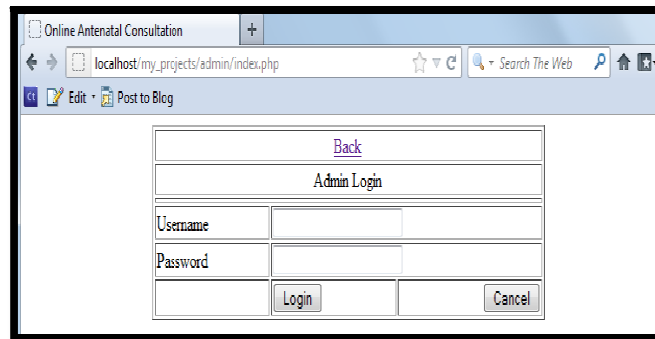 Online Antenatal Consultation
localhost/my_projects/admin/index.php Search The Web
Ct Edit Post to Blog
Back
Admin Login
Username
Password
Login Cancel